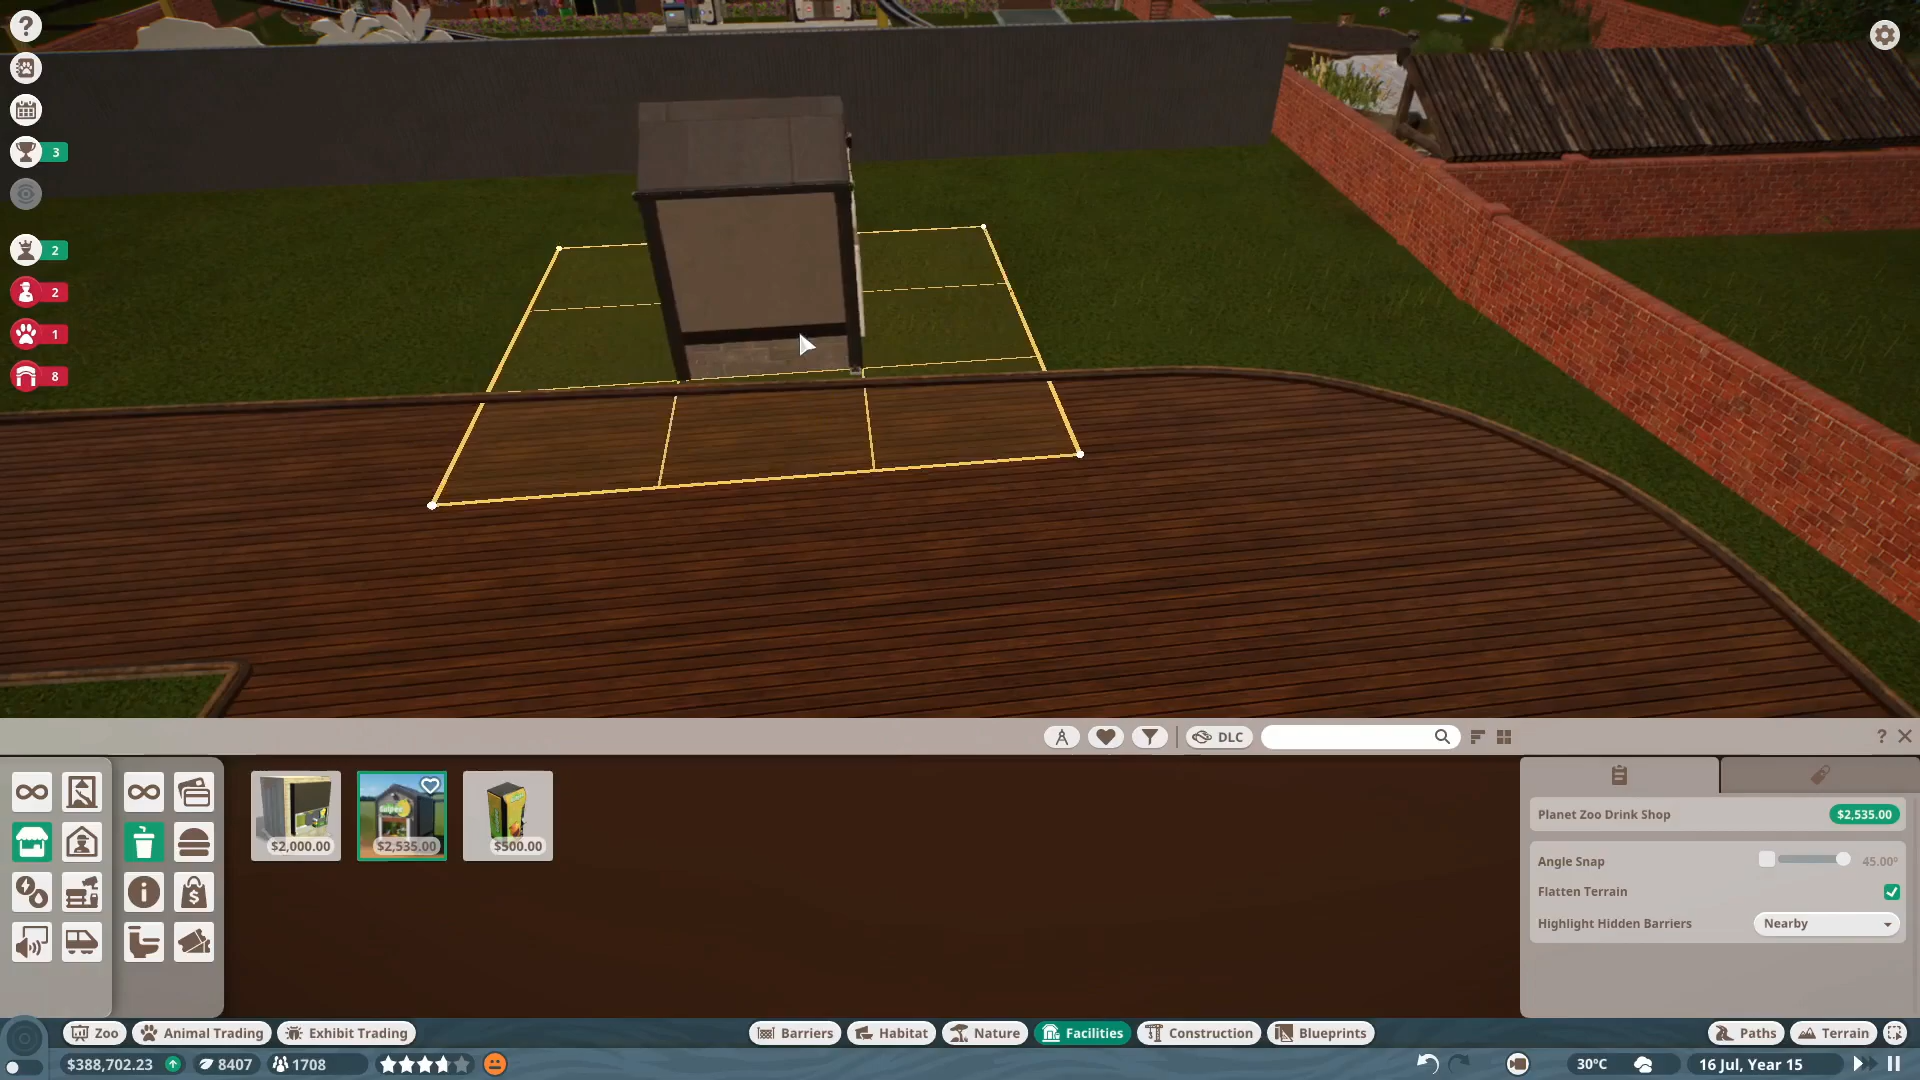 3
2
2
1
8
DLC
$2,000.00
$2,535.00
$500.00
Planet Zoo Drink Shop
$2,535.00
Angle Snap
45.00°
Flatten Terrain
Highlight Hidden Barriers
Nearby
Zoo
Animal Trading
Exhibit Trading
Barriers
Habitat
Nature
Facilities
Construction
Blueprints
Paths
Terrain
$388,702.23
8407
1708
30°C
16 Jul, Year 15